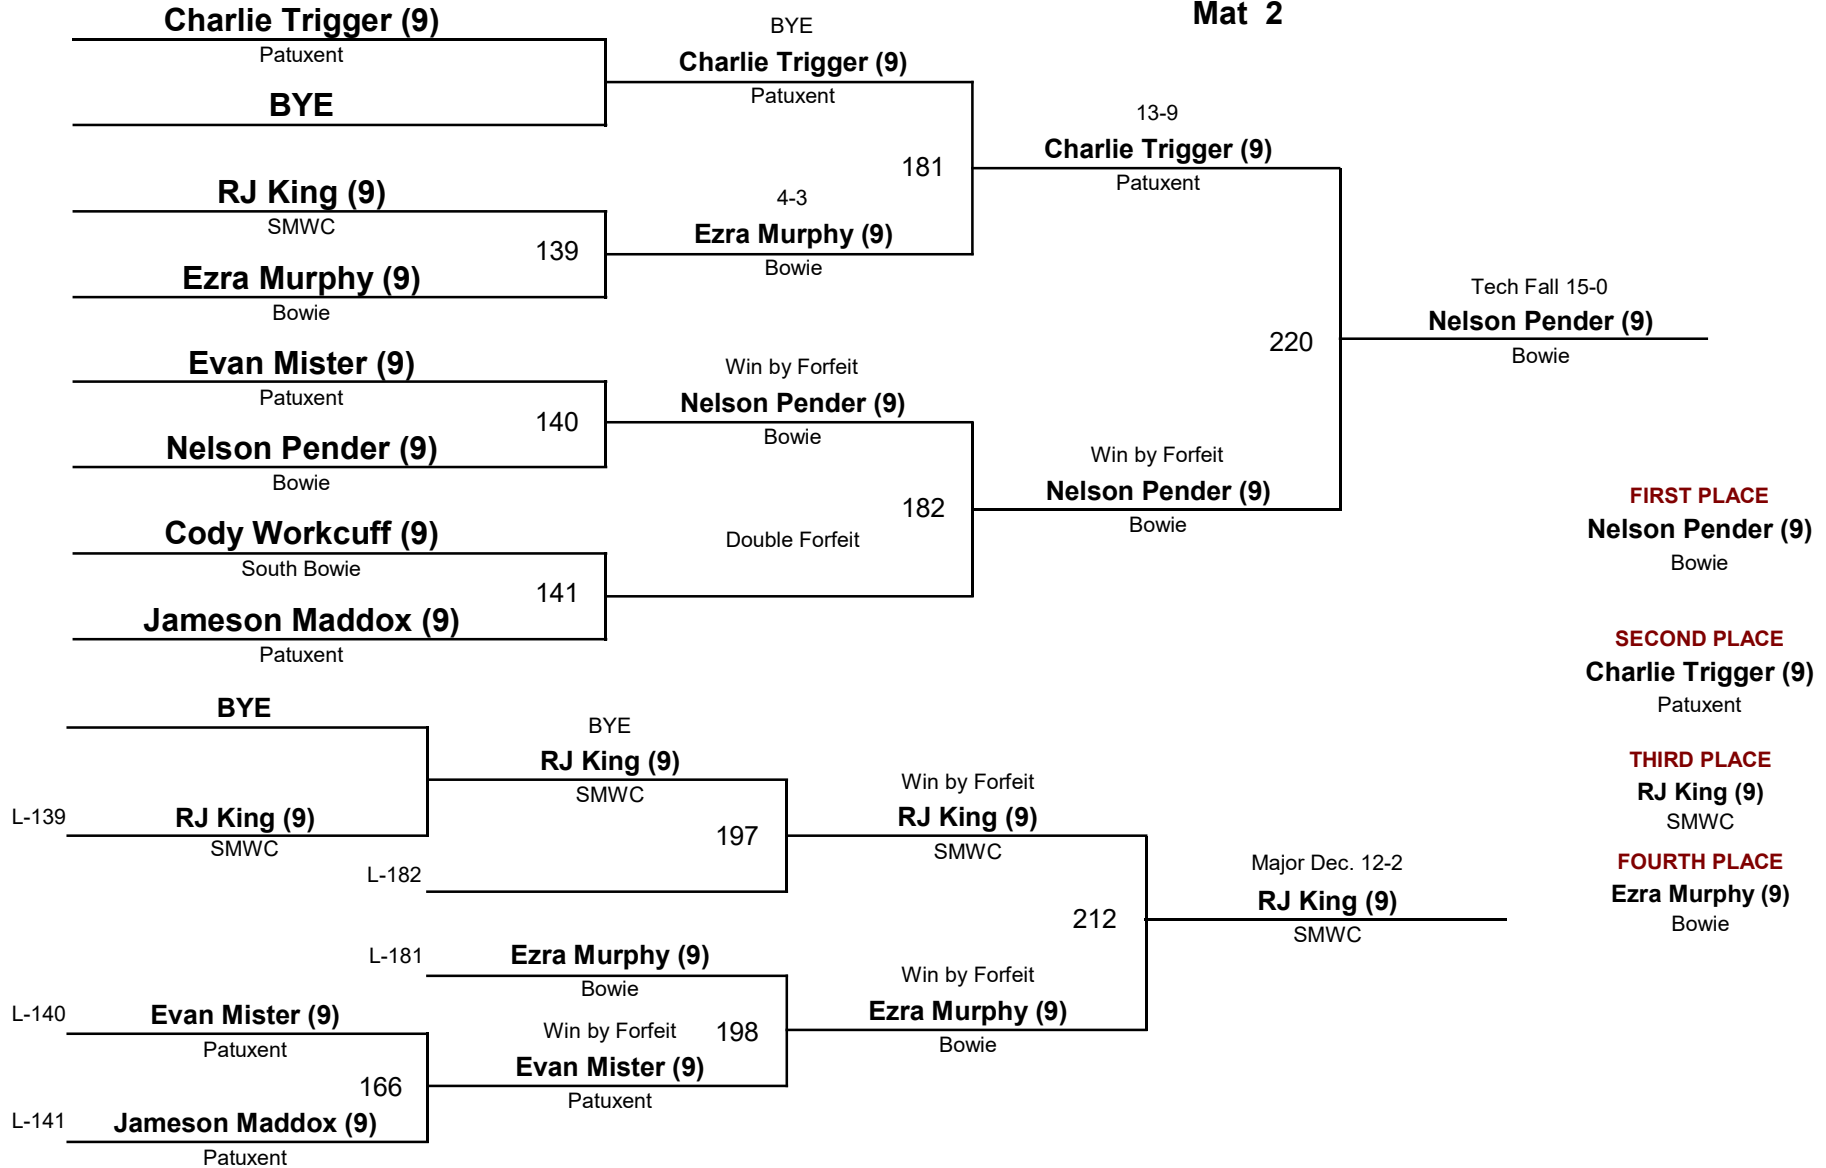 Mat 2
Charlie Trigger (9)
Patuxent
BYE
RJ King (9)
SMWC
139
Ezra Murphy (9)
Bowie
Evan Mister (9)
Patuxent
140
Nelson Pender (9)
Bowie
Cody Workcuff (9)
South Bowie
141
Jameson Maddox (9)
Patuxent
BYE
Charlie Trigger (9)
Patuxent
181
4-3
Ezra Murphy (9)
Bowie
Win by Forfeit
Nelson Pender (9)
Bowie
182
Double Forfeit
13-9
Charlie Trigger (9)
Patuxent
220
Win by Forfeit
Nelson Pender (9)
Bowie
Tech Fall 15-0
Nelson Pender (9)
Bowie
FIRST PLACE
Nelson Pender (9)
Bowie
SECOND PLACE
Charlie Trigger (9)
Patuxent
THIRD PLACE
RJ King (9)
SMWC
FOURTH PLACE
Ezra Murphy (9)
Bowie
BYE
L-139
RJ King (9)
SMWC
BYE
RJ King (9)
SMWC
197
L-182
L-181
Ezra Murphy (9)
Bowie
L-140
Evan Mister (9)
Patuxent
166
L-141
Jameson Maddox (9)
Patuxent
Win by Forfeit
198
Evan Mister (9)
Patuxent
Win by Forfeit
RJ King (9)
SMWC
212
Win by Forfeit
Ezra Murphy (9)
Bowie
Major Dec. 12-2
RJ King (9)
SMWC